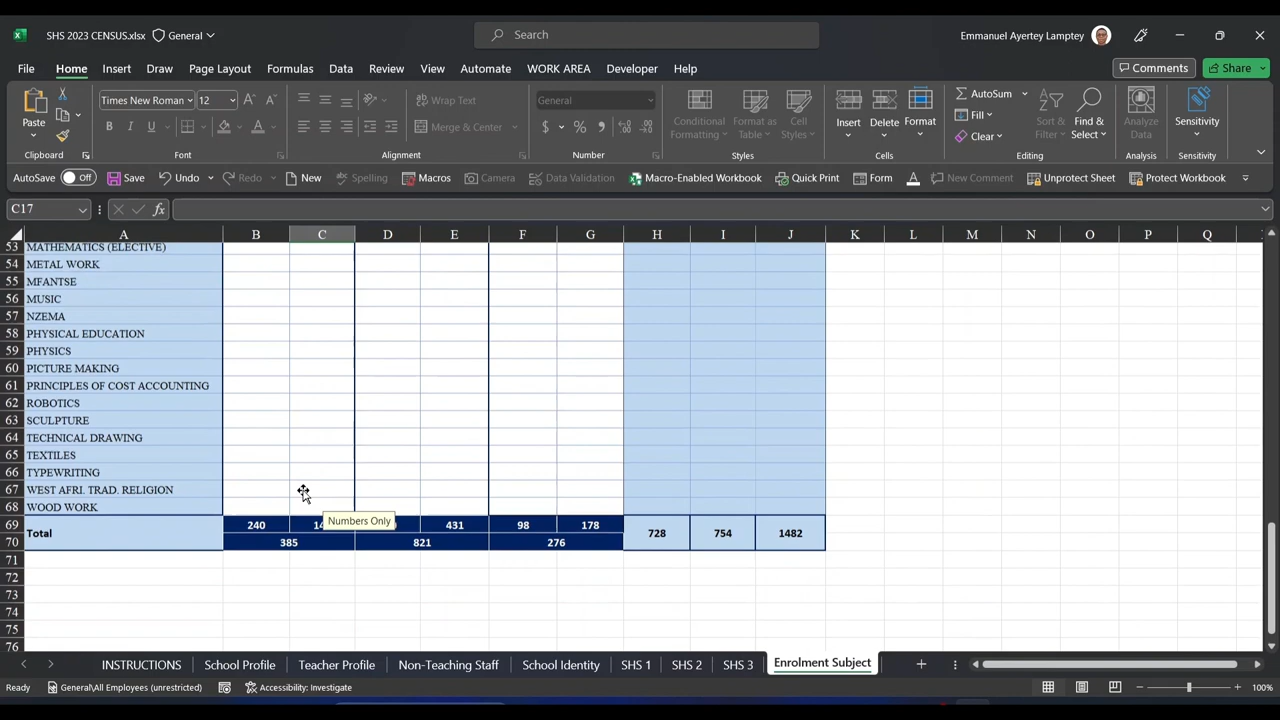 SHS 2023 CENSUS.xlsx General Search Emmanuel Ayertey Lamptey
File Home Insert Draw Page Layout Formulas Data Review View Automate WORK AREA Developer Help Comments Share
Times New Roman 12 A A Wrap Text General AutoSum
Paste B I U A Merge & Center $ % , Conditional Formatting Format as Table Cell Styles Insert Delete Format Fill Clear Sort & Filter Find & Select Analyze Data Sensitivity
Clipboard Font Alignment Number Styles Cells Editing Analysis Sensitivity
AutoSave Off Save Undo Redo New Spelling Macros Camera Data Validation Macro-Enabled Workbook Quick Print Form A New Comment Unprotect Sheet Protect Workbook
C17 fx
A B C D E F G H I J K L M N O P Q
53 MATHEMATICS (ELECTIVE)
54 METAL WORK
55 MFANTSE
56 MUSIC
57 NZEMA
58 PHYSICAL EDUCATION
59 PHYSICS
60 PICTURE MAKING
61 PRINCIPLES OF COST ACCOUNTING
62 ROBOTICS
63 SCULPTURE
64 TECHNICAL DRAWING
65 TEXTILES
66 TYPEWRITING
67 WEST AFRI. TRAD. RELIGION
68 WOOD WORK
Numbers Only
69 240 431 98 178
Total 728 754 1482
70 385 821 276
71
72
73
74
75
76
INSTRUCTIONS School Profile Teacher Profile Non-Teaching Staff School Identity SHS 1 SHS 2 SHS 3 Enrolment Subject
Ready General\All Employees (unrestricted) Accessibility: Investigate 100%